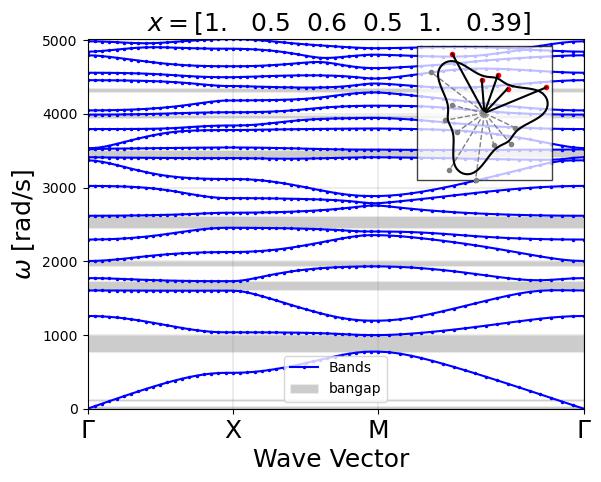 x = [1. 0.5 0.6 0.5 1. 0.39]
5000
4000
3000
2000
1000
0
ω [rad/s]
Bands
bangap
Γ X M Γ
Wave Vector